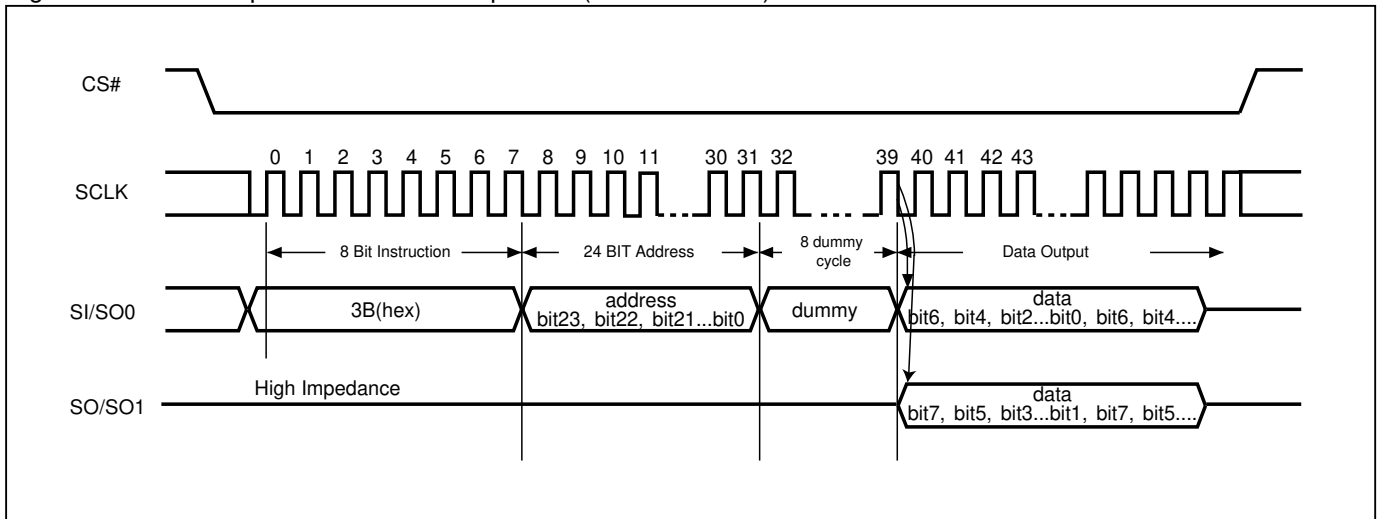 CS#
0 1 2 3 4 5 6 7 8 9 10 11 30 31 32 39 40 41 42 43
SCLK
8 Bit Instruction
24 BIT Address
8 dummy
cycle
Data Output
SI/SO0
3B(hex)
address
bit23, bit22, bit21...bit0
dummy
data
bit6, bit4, bit2...bit0, bit6, bit4....
High Impedance
SO/SO1
data
bit7, bit5, bit3...bit1, bit7, bit5....